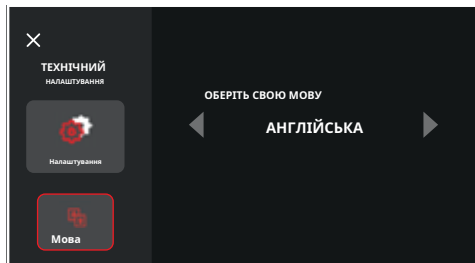 ТЕХНІЧНИЙ
НАЛАШТУВАННЯ
Налаштування
Мова
ОБЕРІТЬ СВОЮ МОВУ
АНГЛІЙСЬКА